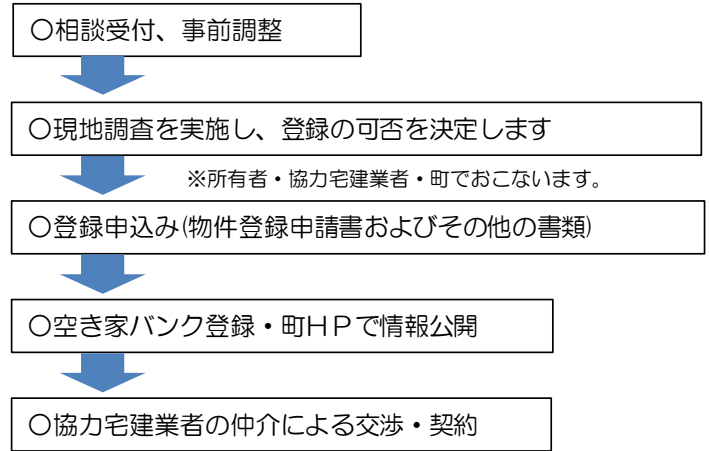 〇相談受付、事前調整
〇現地調査を実施し、登録の可否を決定します
※所有者・協力宅建業者・町でおこないます。
〇登録申込み(物件登録申請書およびその他の書類)
〇空き家バンク登録・町ＨＰで情報公開
〇協力宅建業者の仲介による交渉・契約